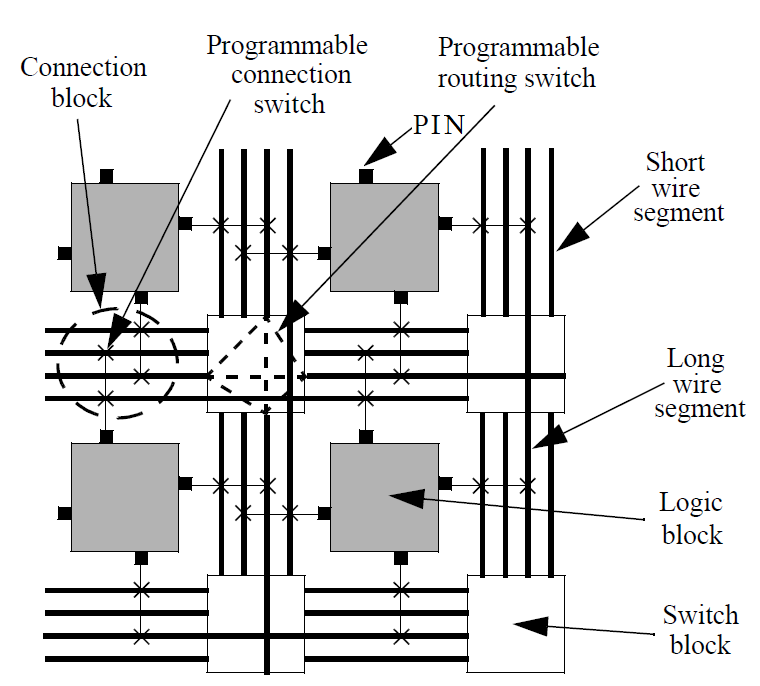 Programmable
connection
switch
Programmable
routing switch
Connection
block
PIN
Short
wire
segment
Long
wire
segment
Logic
block
Switch
block